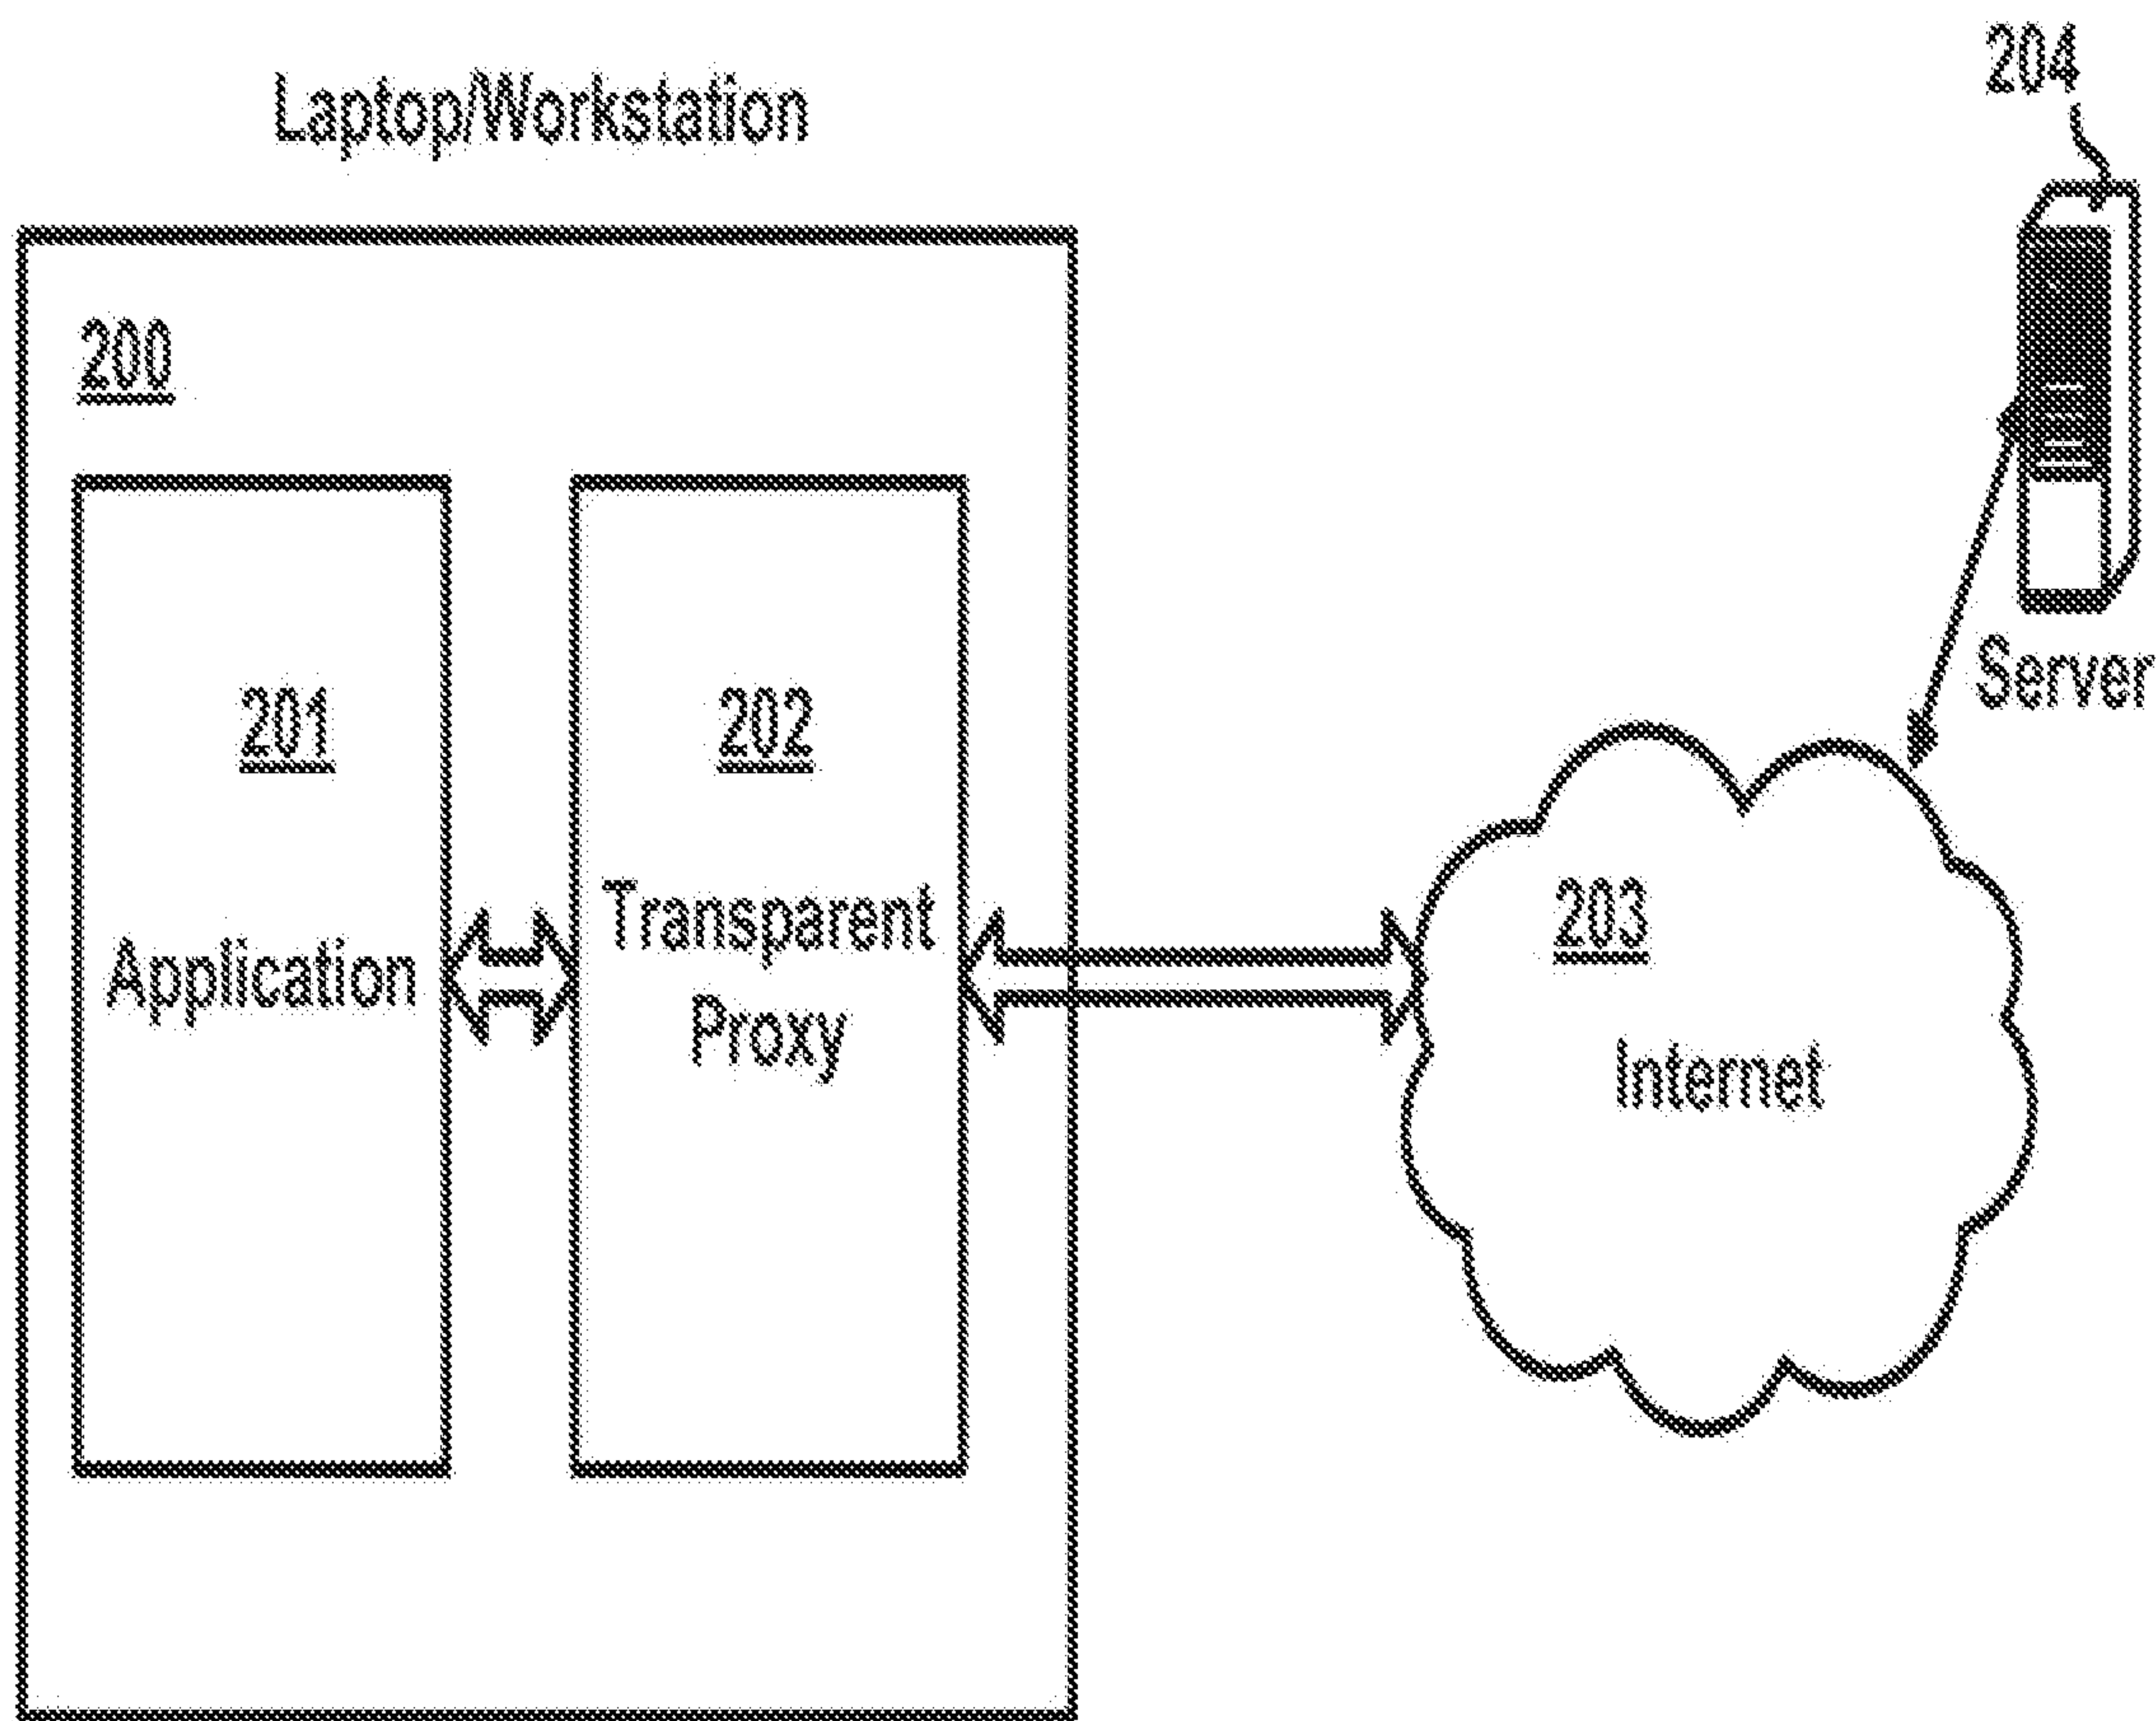 204
Laptop/Workstation
200
Server
201
202
Application
Transparent
Proxy
203
Internet